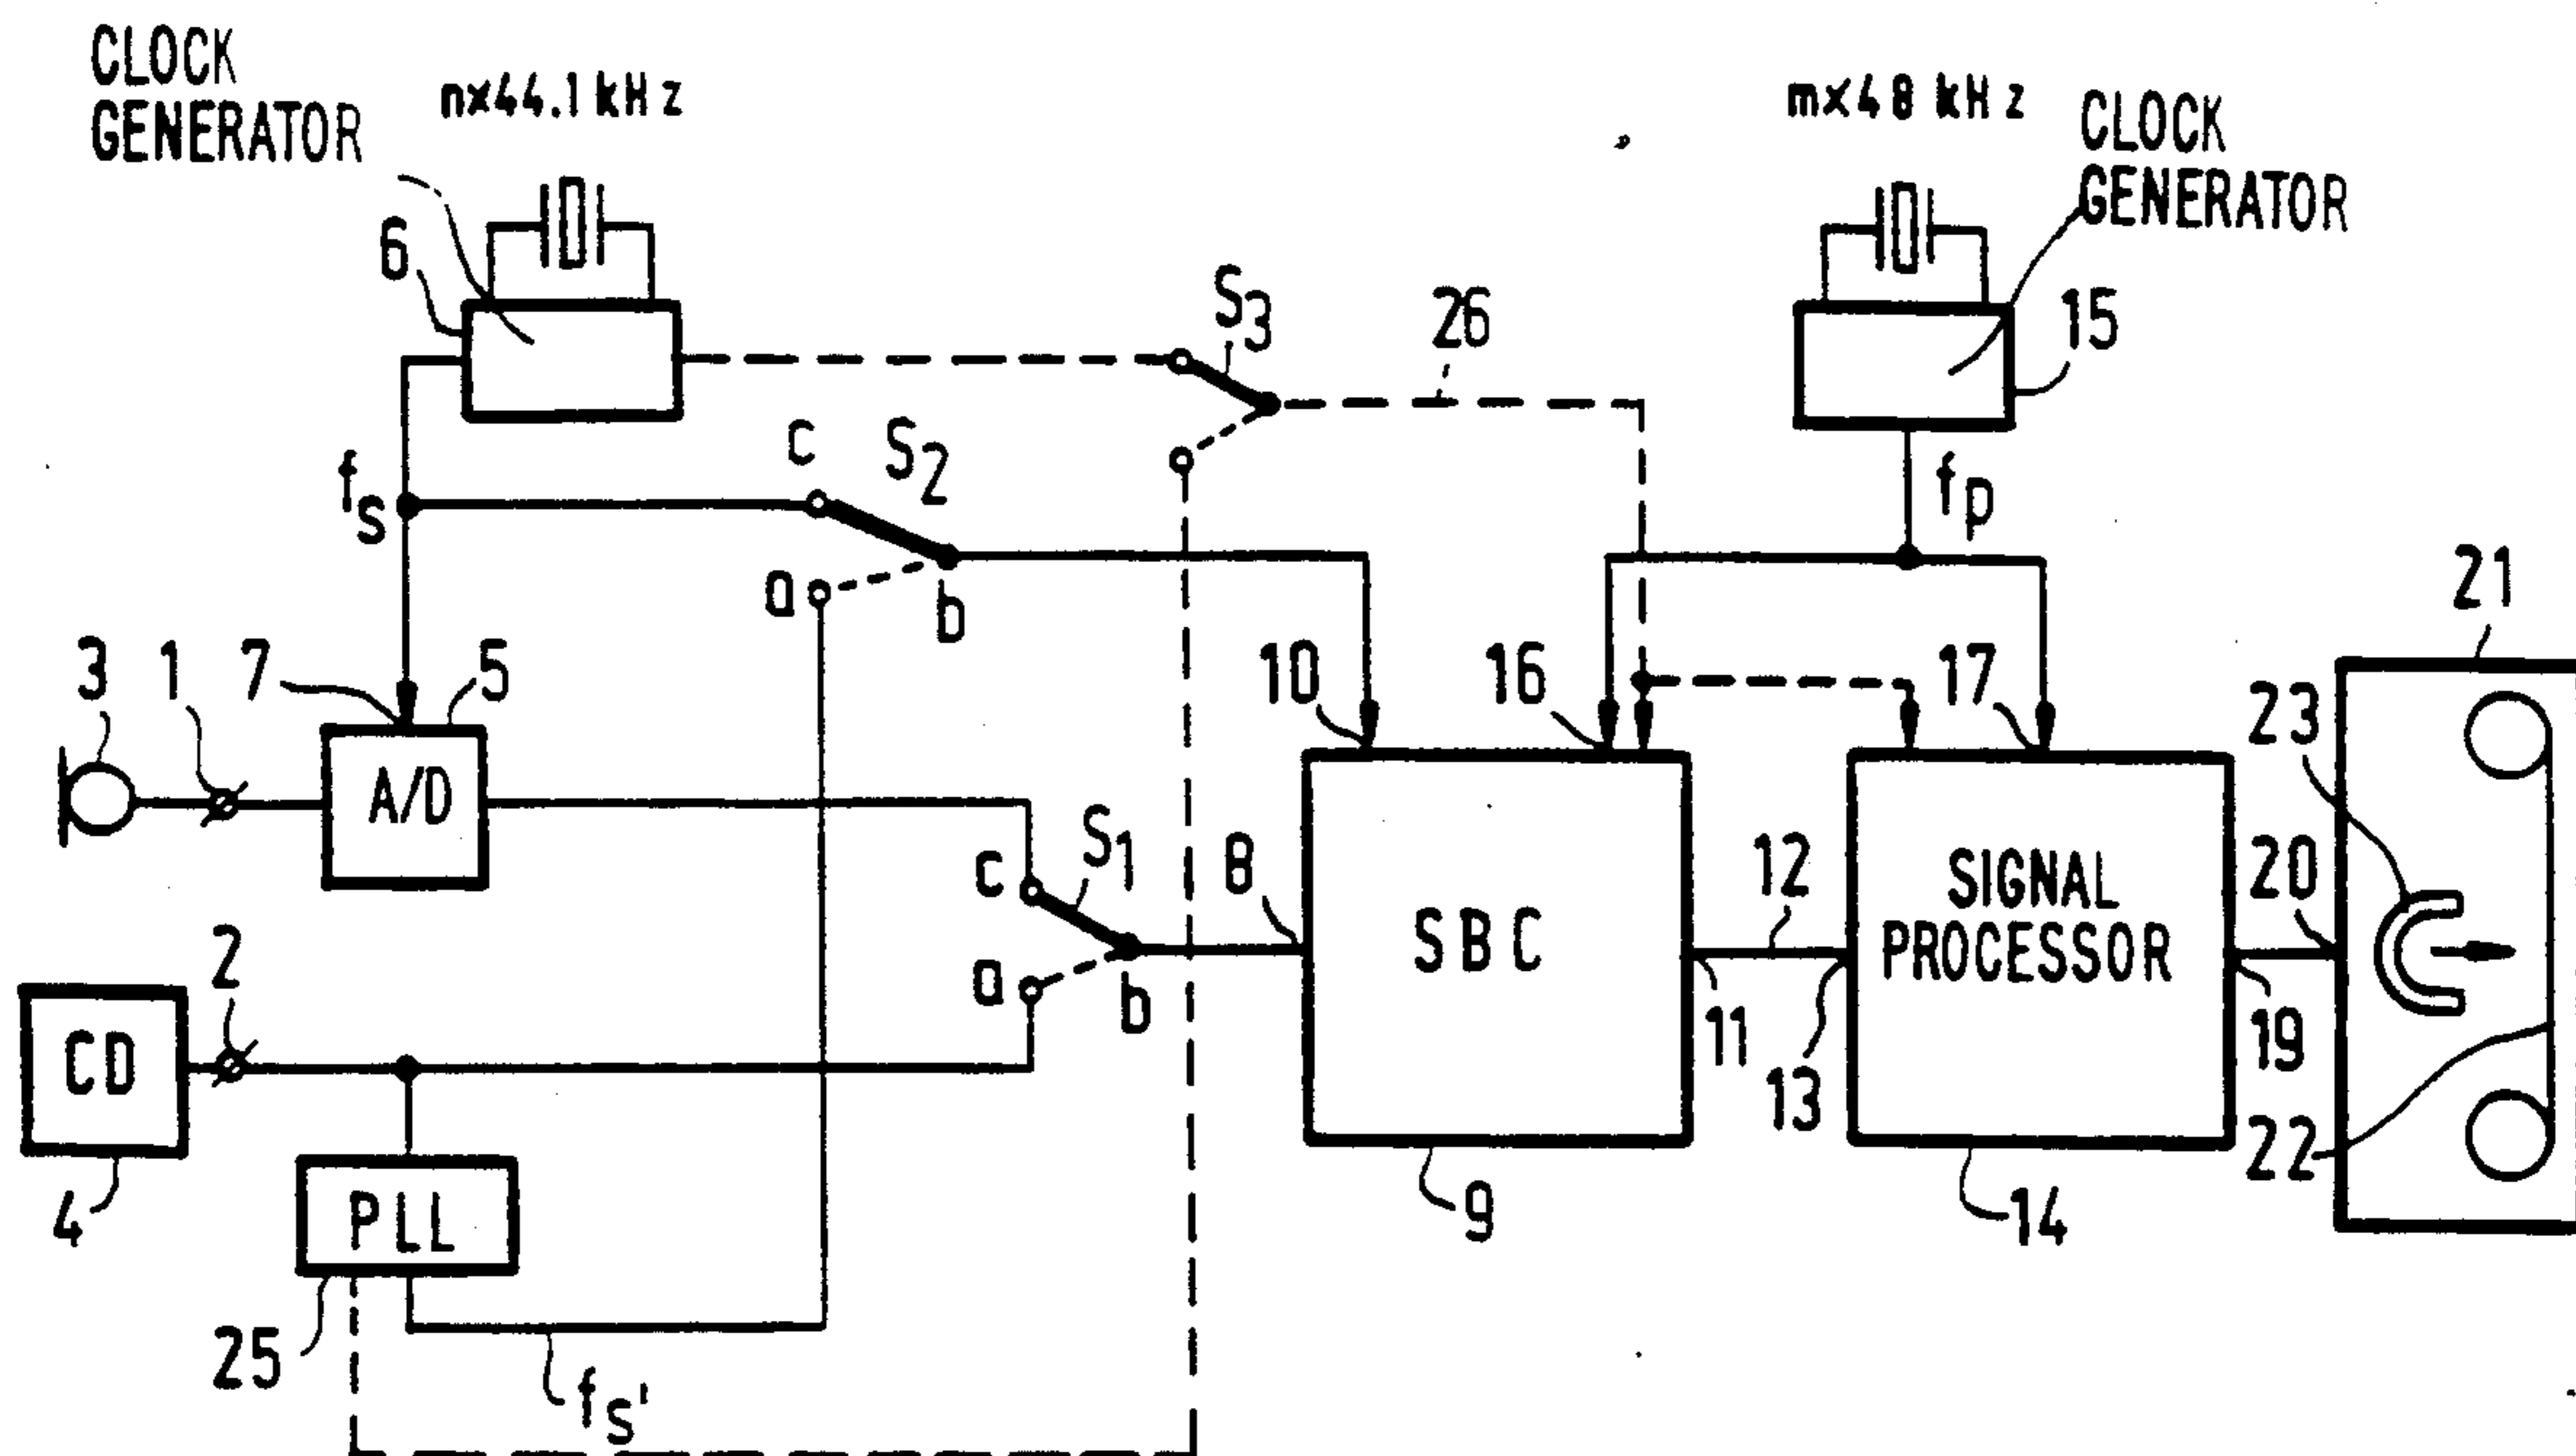 CLOCK
GENERATOR
n×44.1 kHz
m×48 kHz
CLOCK
GENERATOR
6
S3
26
15
c
S2
fs
fp
a
b
21
3
1
7
5
10
16
17
23
A/D
S1
c
8
12
20
SIGNAL
PROCESSOR
SBC
2
a
b
CD
11
13
19
22
4
PLL
9
14
25
fs'